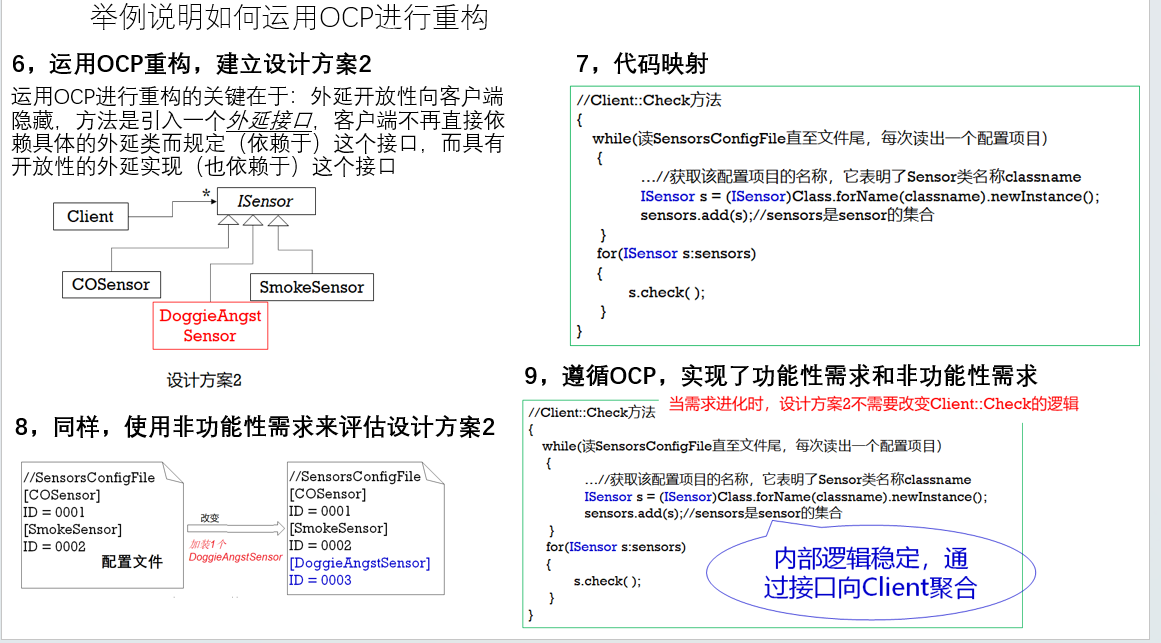 举例说明如何运用OCP进行重构
6，运用OCP重构，建立设计方案2
运用OCP进行重构的关键在于：外延开放性向客户端
隐藏，方法是引入一个外延接口，客户端不再直接依
赖具体的外延类而规定（依赖于）这个接口，而具有
开放性的外延实现（也依赖于）这个接口
*
ISensor
Client
COSensor
SmokeSensor
DoggieAngst
Sensor
设计方案2
7，代码映射
//Client::Check方法
{
while(读SensorsConfigFile直至文件尾，每次读出一个配置项目)
{
...//获取该配置项目的名称，它表明了Sensor类名称classname
ISensor s = (ISensor)Class.forName(classname).newInstance();
sensors.add(s);//sensors是sensor的集合
}
for(ISensor s:sensors)
{
s.check( );
}
}
8，同样，使用非功能性需求来评估设计方案2
//SensorsConfigFile
[COSensor]
ID = 0001
[SmokeSensor]
ID = 0002
配置文件
改变
加装1个
DoggieAngstSensor
//SensorsConfigFile
[COSensor]
ID = 0001
[SmokeSensor]
ID = 0002
[DoggieAngstSensor]
ID = 0003
9，遵循OCP，实现了功能性需求和非功能性需求
当需求进化时，设计方案2不需要改变Client::Check的逻辑
//Client::Check方法
{
while(读SensorsConfigFile直至文件尾，每次读出一个配置项目)
{
...//获取该配置项目的名称，它表明了Sensor类名称classname
ISensor s = (ISensor)Class.forName(classname).newInstance();
sensors.add(s);//sensors是sensor的集合
}
for(ISensor s:sensors)
{
s.check( );
}
}
内部逻辑稳定，通
过接口向Client聚合